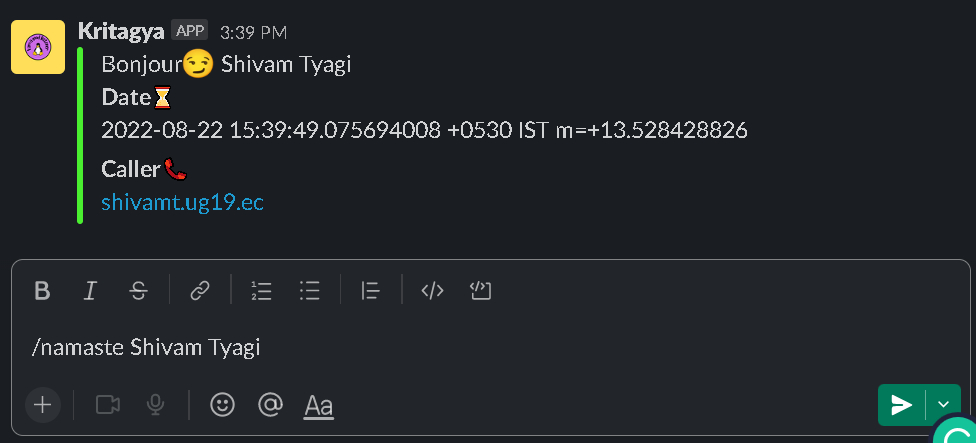 Kritagya APP 3:39 PM
Bonjour😏 Shivam Tyagi
Date⏳
2022-08-22 15:39:49.075694008 +0530 IST m=+13.528428826
Caller📞
shivamt.ug19.ec
B I S
/namaste Shivam Tyagi
@ Aa